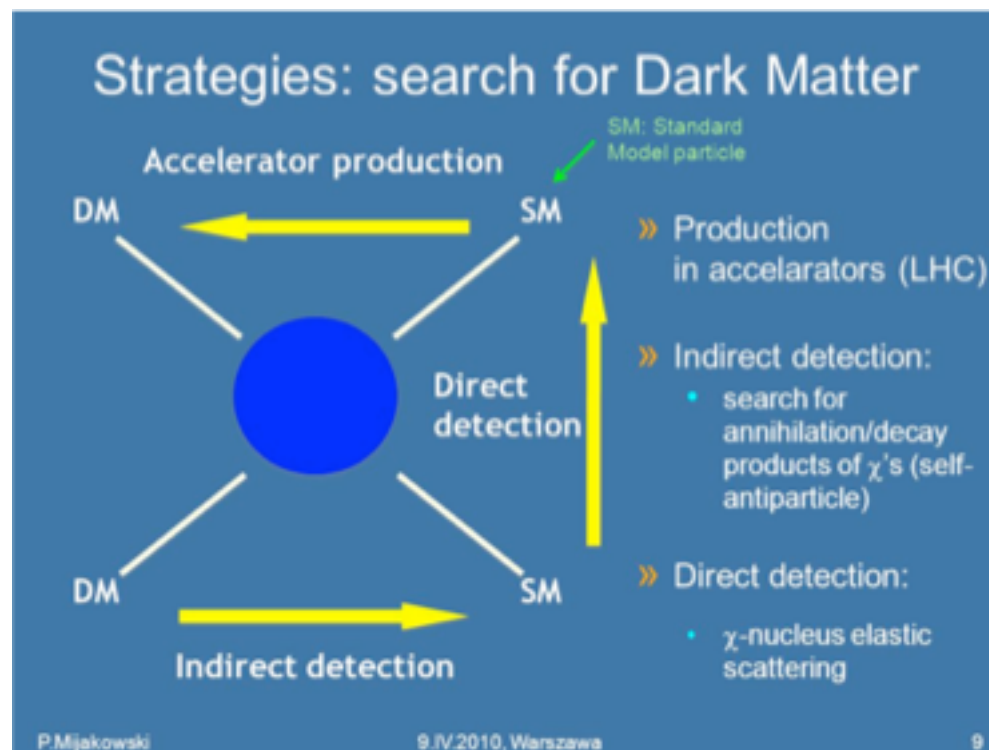 Strategies: search for Dark Matter
SM: Standard
Model particle
Accelerator production
DM
SM
Direct
detection
DM
SM
Indirect detection
» Production
in accelarators (LHC)
» Indirect detection:
• search for
annihilation/decay
products of χ's (self-
antiparticle)
» Direct detection:
• χ-nucleus elastic
scattering
P.Mijakowski
9.IV.2010, Warszawa
9